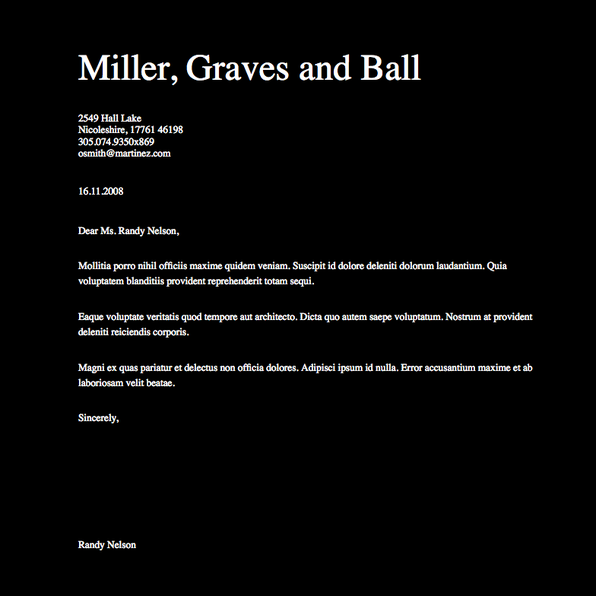 Miller, Graves and Ball
2549 Hall Lake
Nicoleshire, 17761 46198
305.074.9350x869
osmith@martinez.com
16.11.2008
Dear Ms. Randy Nelson,
Mollitia porro nihil officiis maxime quidem veniam. Suscipit id dolore deleniti dolorum laudantium. Quia
voluptatem blanditiis provident reprehenderit totam sequi.
Eaque voluptate veritatis quod tempore aut architecto. Dicta quo autem saepe voluptatum. Nostrum at provident
deleniti reiciendis corporis.
Magni ex quas pariatur et delectus non officia dolores. Adipisci ipsum id nulla. Error accusantium maxime et ab
laboriosam velit beatae.
Sincerely,
Randy Nelson